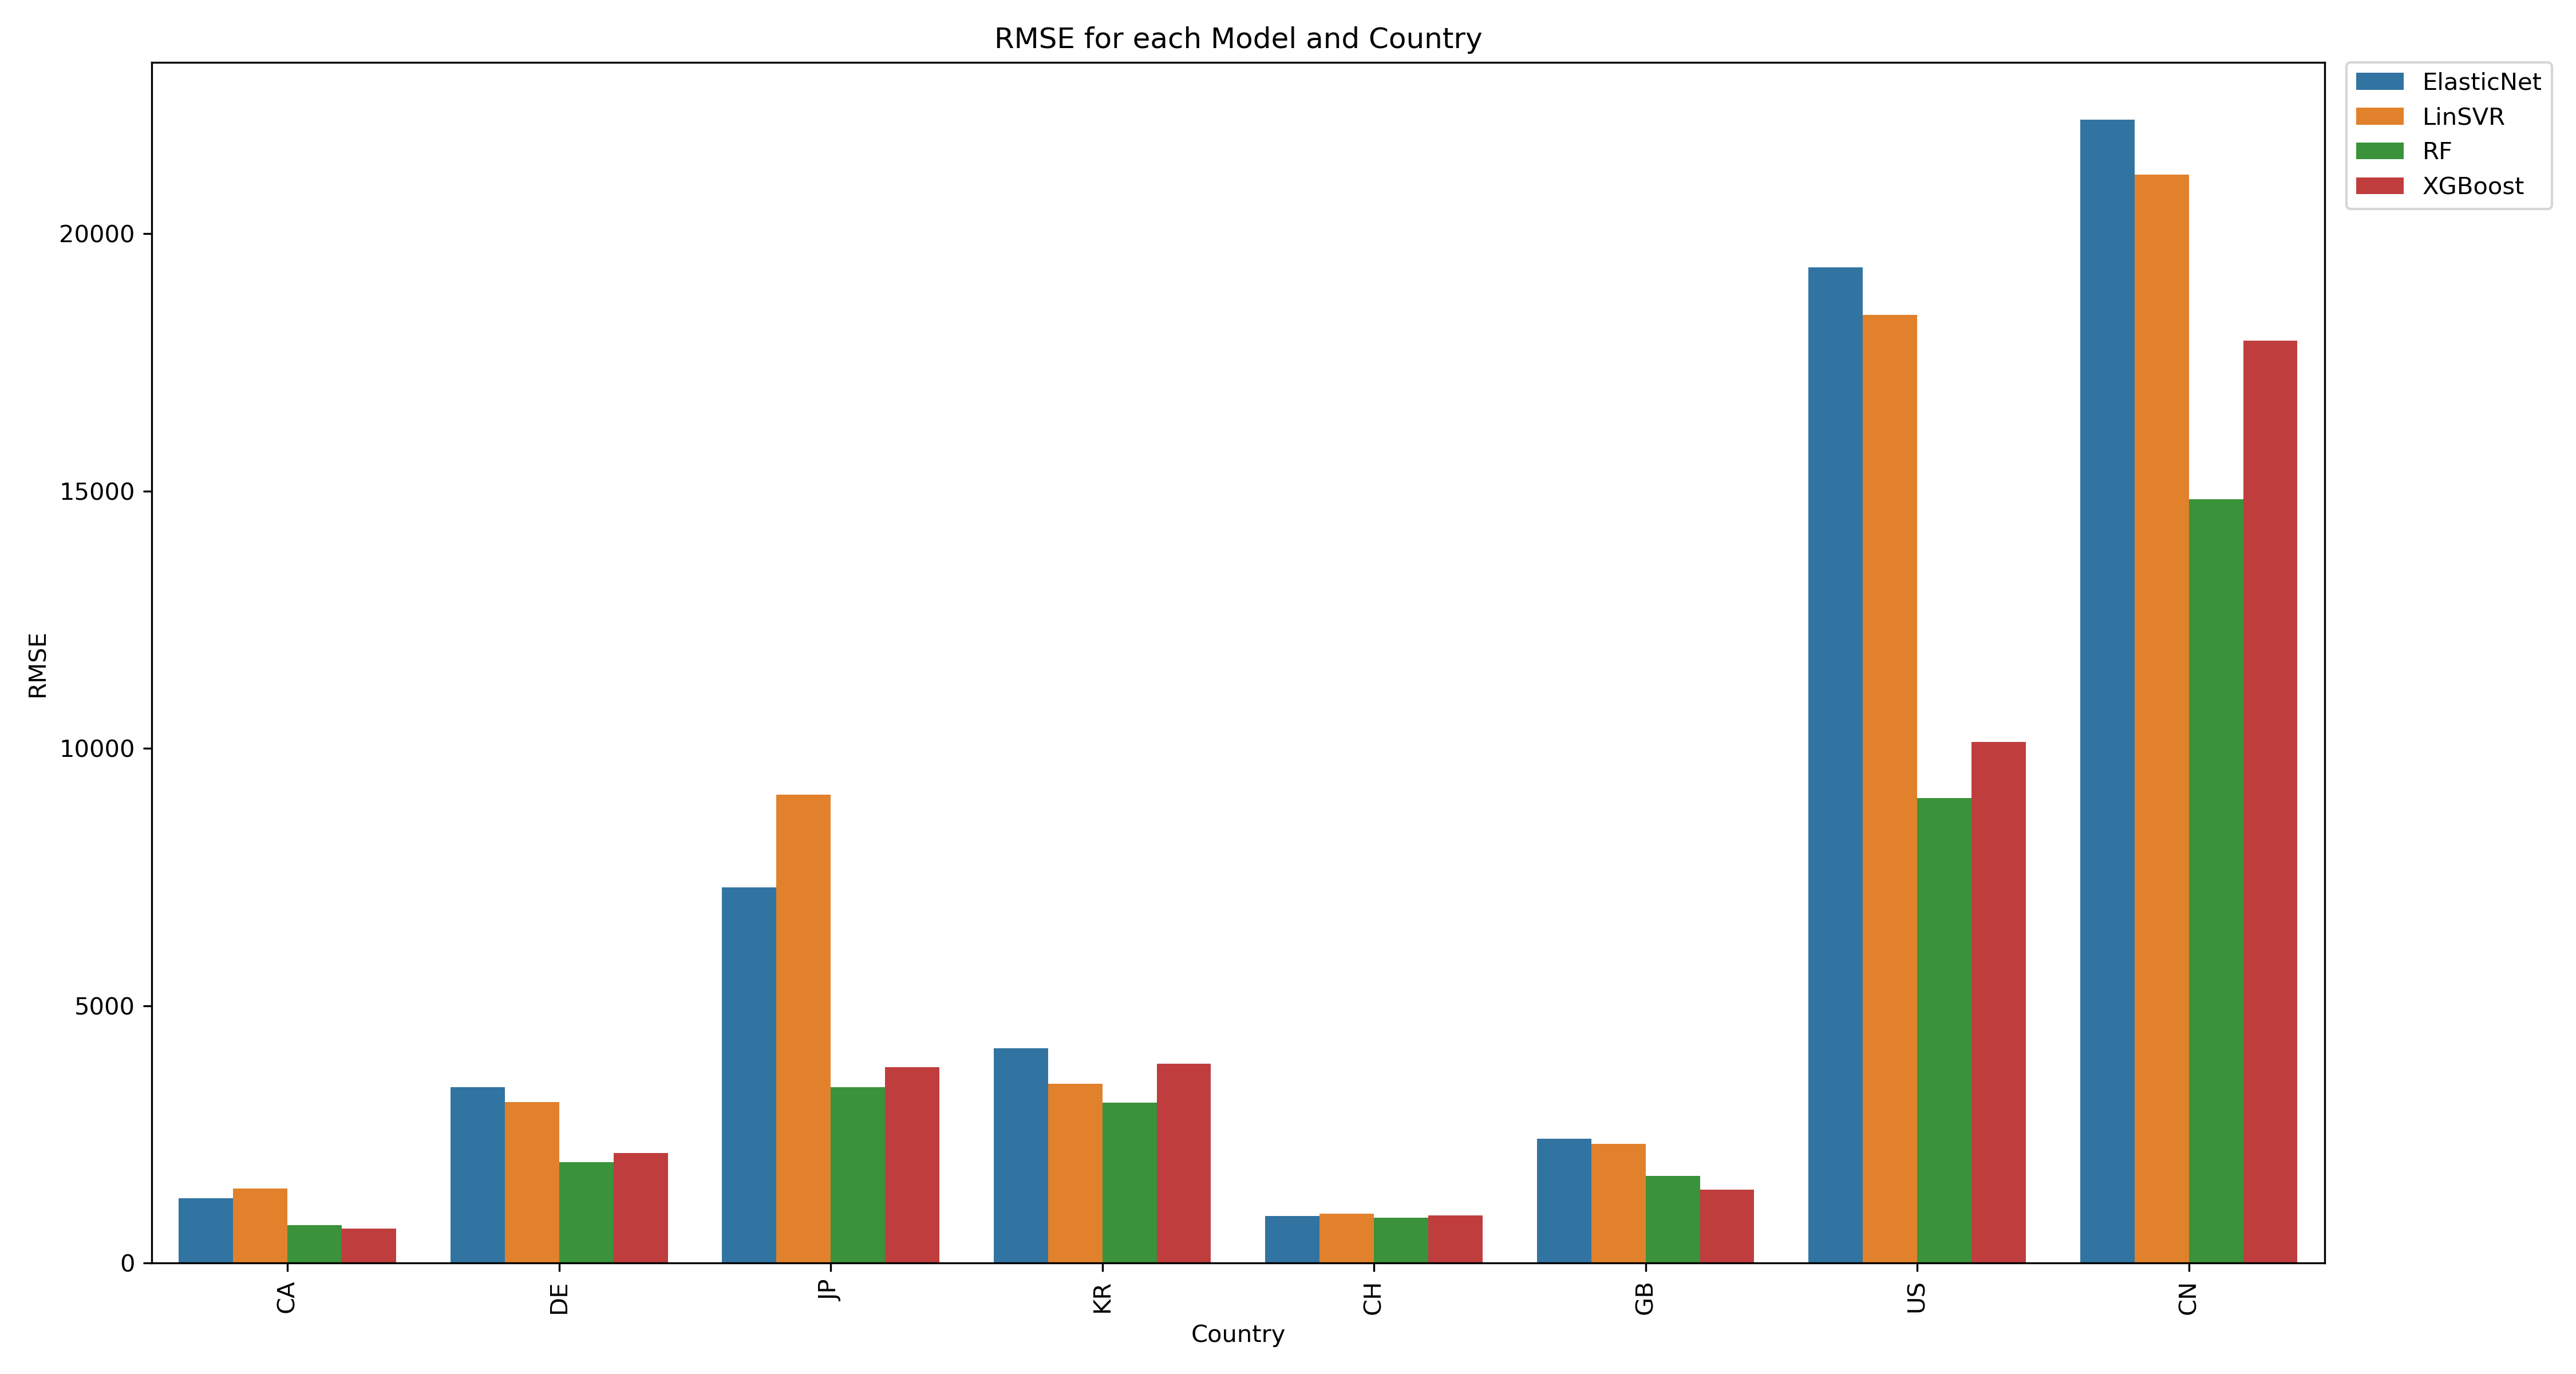 RMSE for each Model and Country
ElasticNet
LinSVR
RF
XGBoost
RMSE
20000
15000
10000
5000
0
CA
DE
JP
KR
CH
GB
US
CN
Country